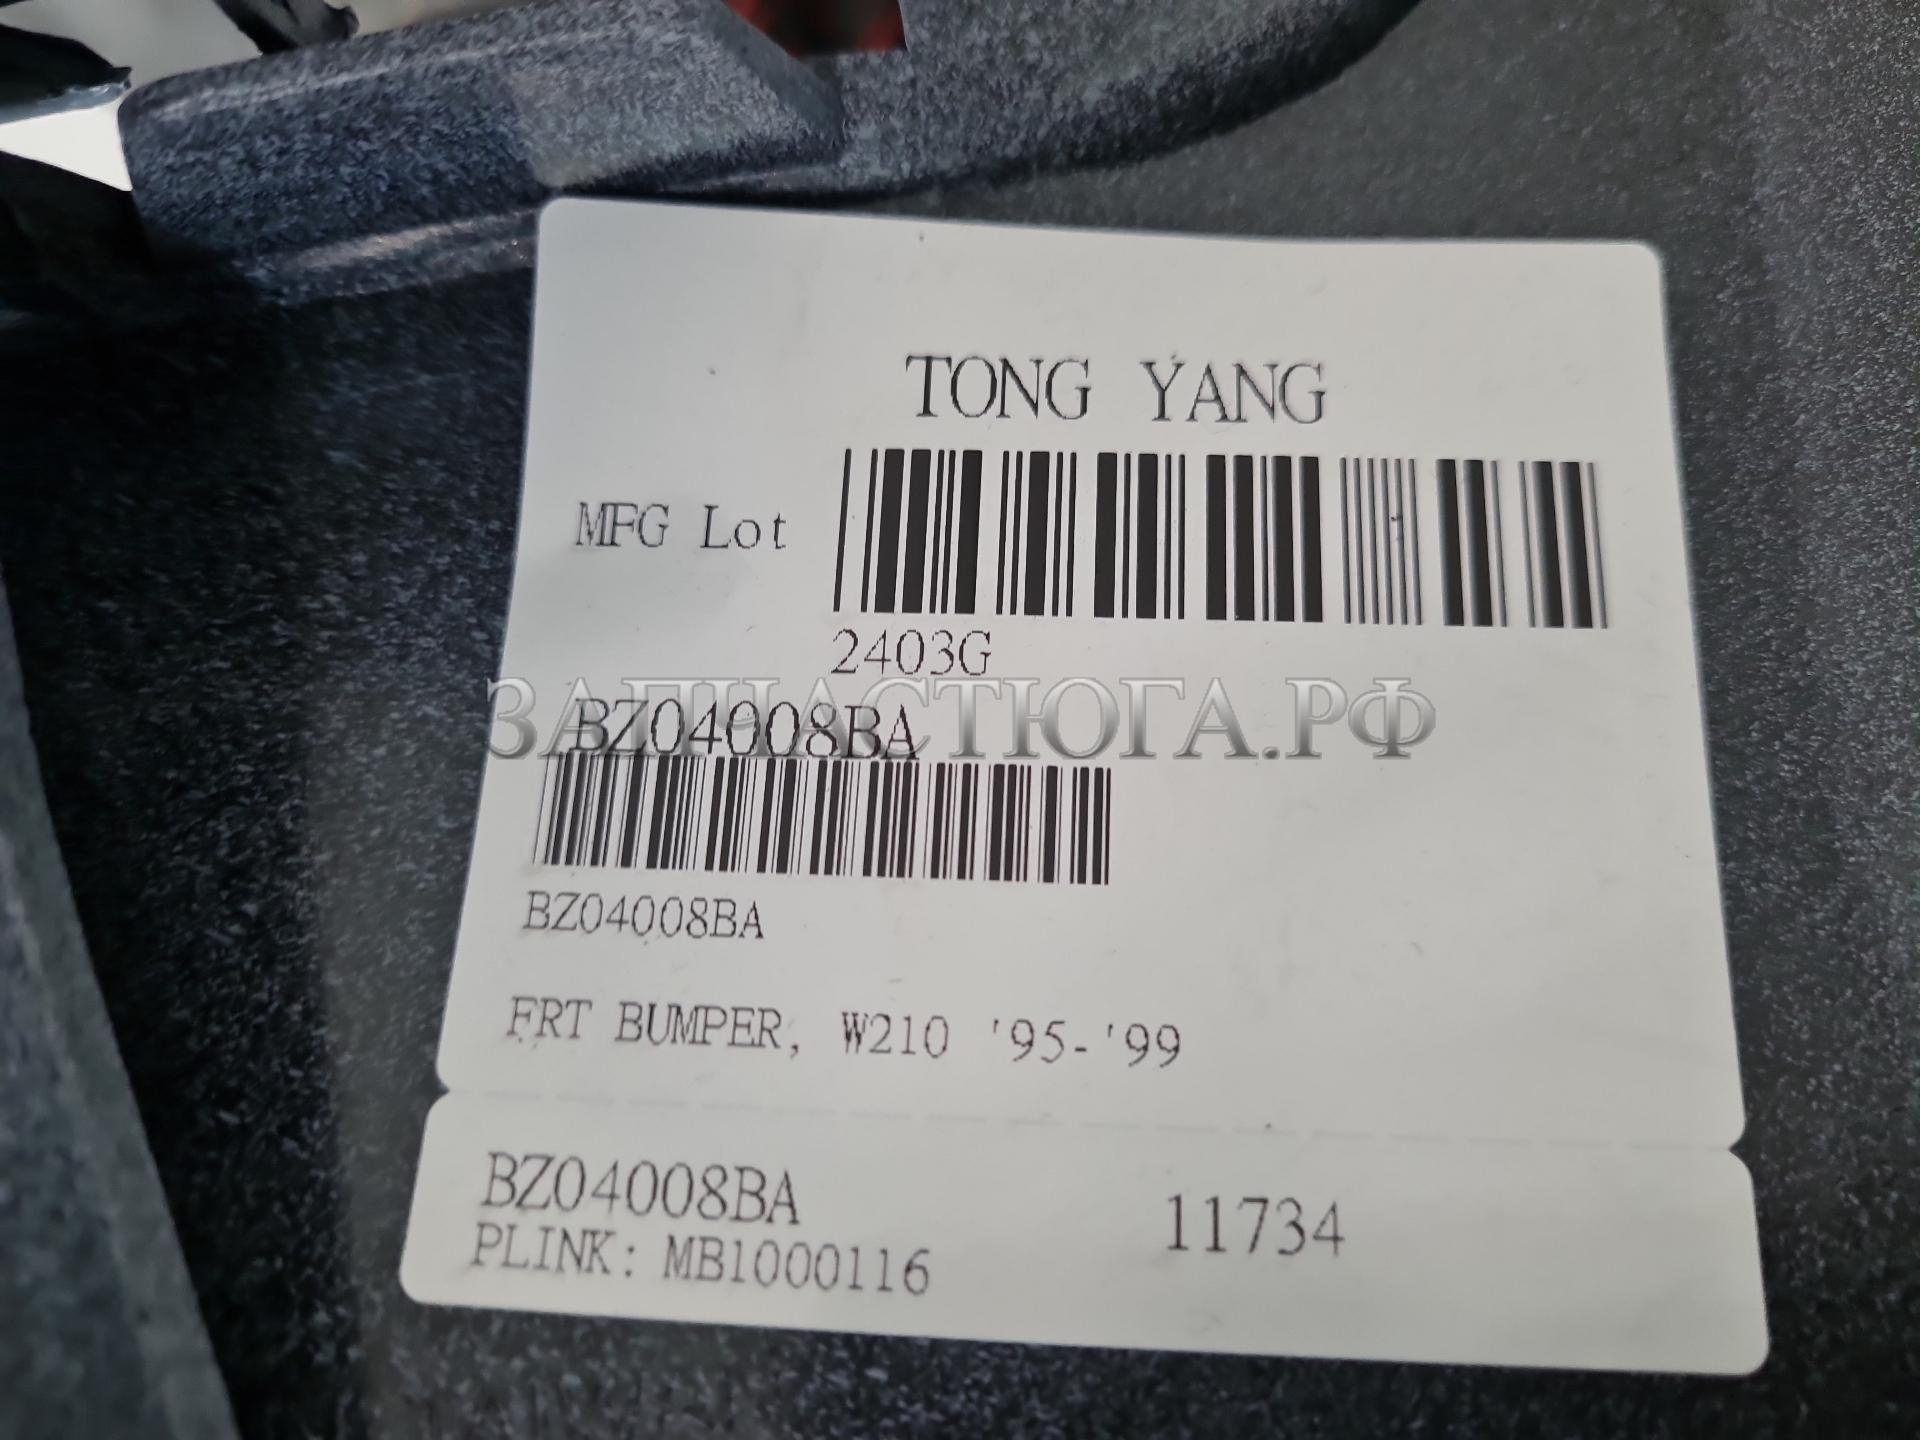 TONG YANG
MFG Lot
2403G
ЗАПЧАСТЮГА.РФ
BZ04008BA
BZ04008BA
FRT BUMPER, W210 '95-'99
BZ04008BA 11734
PLINK: MB1000116